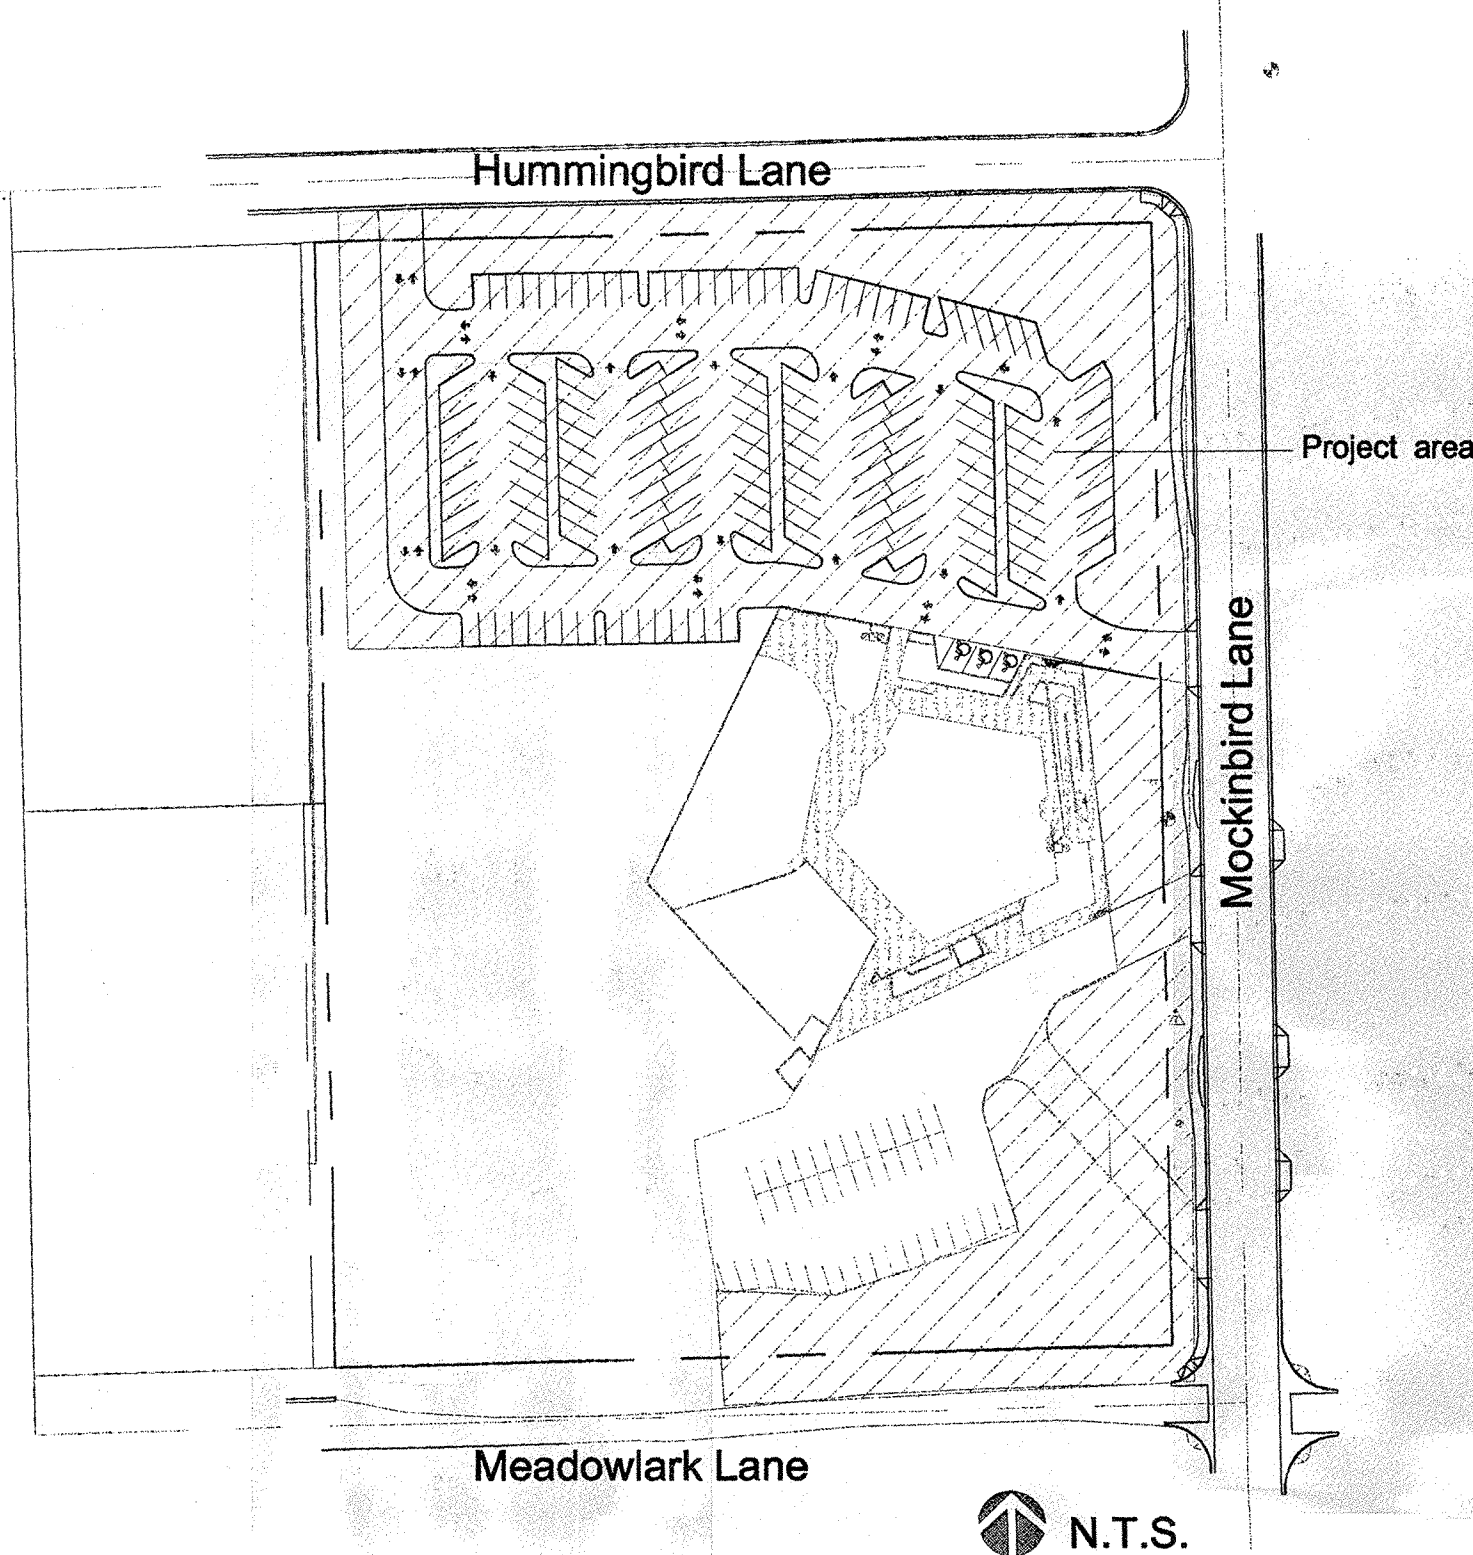 Hummingbird Lane
Project area
Mockinbird Lane
Meadowlark Lane
N.T.S.